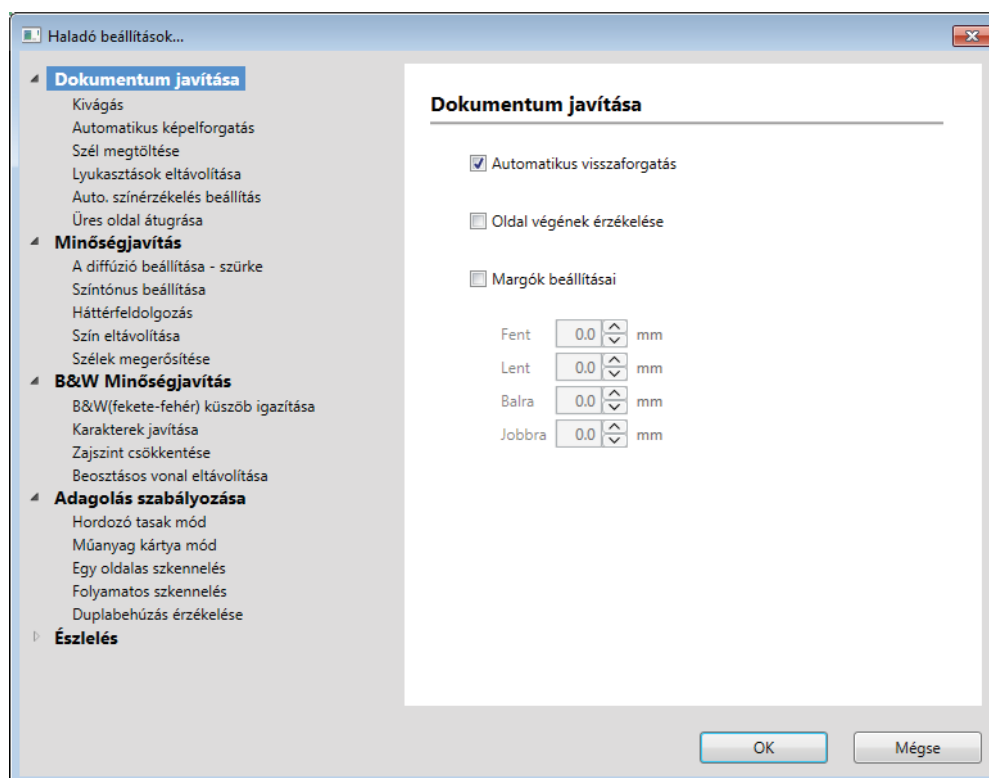 Haladó beállítások...
Dokumentum javítása
Kivágás
Automatikus képelforgatás
Szél megtöltése
Lyukasztások eltávolítása
Auto. színérzékelés beállítás
Üres oldal átugrása
Minőségjavítás
A diffúzió beállítása - szürke
Színtónus beállítása
Háttérfeldolgozás
Szín eltávolítása
Szélek megerősítése
B&W Minőségjavítás
B&W(fekete-fehér) küszöb igazítása
Karakterek javítása
Zajszint csökkentése
Beosztásos vonal eltávolítása
Adagolás szabályozása
Hordozó tasak mód
Műanyag kártya mód
Egy oldalas szkennelés
Folyamatos szkennelés
Duplabehúzás érzékelése
Észlelés
Dokumentum javítása
Automatikus visszaforgatás
Oldal végének érzékelése
Margók beállításai
Fent 0.0 mm
Lent 0.0 mm
Balra 0.0 mm
Jobbra 0.0 mm
OK Mégse